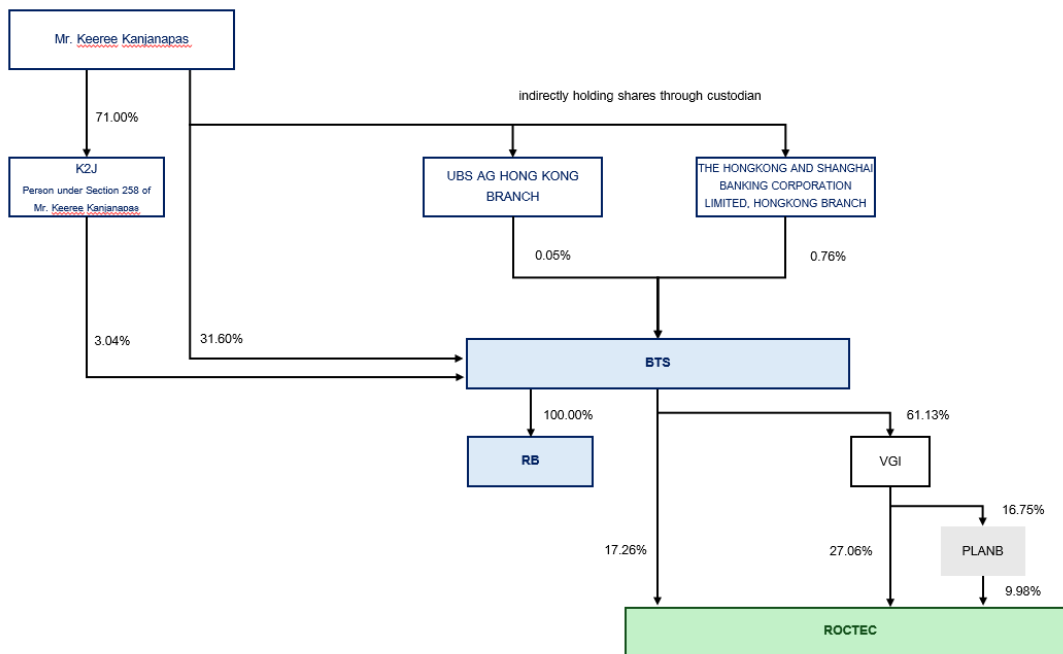 Mr. Keeree Kanjanapas
indirectly holding shares through custodian
71.00%
K2J
Person under Section 258 of
Mr. Keeree Kanjanapas
UBS AG HONG KONG
BRANCH
THE HONGKONG AND SHANGHAI
BANKING CORPORATION
LIMITED, HONGKONG BRANCH
0.05%
0.76%
3.04%
31.60%
BTS
100.00%
61.13%
RB
VGI
16.75%
17.26%
27.06%
PLANB
9.98%
ROCTEC